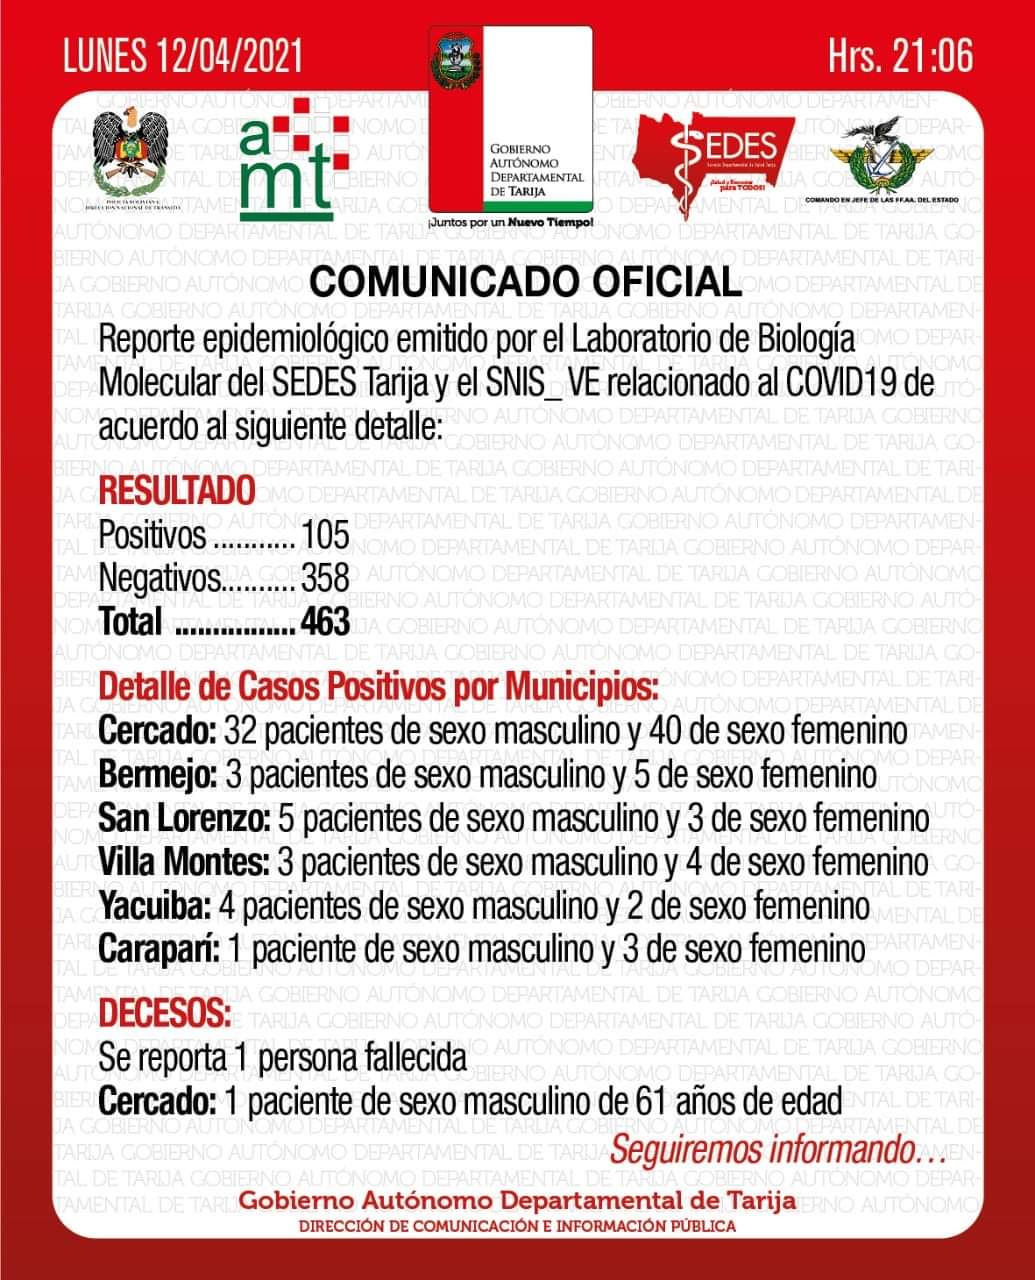 LUNES 12/04/2021
Hrs. 21:06
POLICÍA BOLIVIANA
DIRECCIÓN NACIONAL DE TRÁNSITO
amt
GOBIERNO
AUTÓNOMO
DEPARTAMENTAL
DE TARIJA
¡Juntos por un Nuevo Tiempo!
SEDES
Servicio Departamental de Salud Tarija
¡Salud y Bienestar
para TODOS!
COMANDO EN JEFE DE LAS FF.AA. DEL ESTADO
COMUNICADO OFICIAL
Reporte epidemiológico emitido por el Laboratorio de Biología
Molecular del SEDES Tarija y el SNIS_VE relacionado al COVID19 de
acuerdo al siguiente detalle:
RESULTADO
Positivos ........... 105
Negativos.......... 358
Total ................ 463
Detalle de Casos Positivos por Municipios:
Cercado: 32 pacientes de sexo masculino y 40 de sexo femenino
Bermejo: 3 pacientes de sexo masculino y 5 de sexo femenino
San Lorenzo: 5 pacientes de sexo masculino y 3 de sexo femenino
Villa Montes: 3 pacientes de sexo masculino y 4 de sexo femenino
Yacuiba: 4 pacientes de sexo masculino y 2 de sexo femenino
Caraparí: 1 paciente de sexo masculino y 3 de sexo femenino
DECESOS:
Se reporta 1 persona fallecida
Cercado: 1 paciente de sexo masculino de 61 años de edad
Seguiremos informando...
Gobierno Autónomo Departamental de Tarija
DIRECCIÓN DE COMUNICACIÓN E INFORMACIÓN PÚBLICA